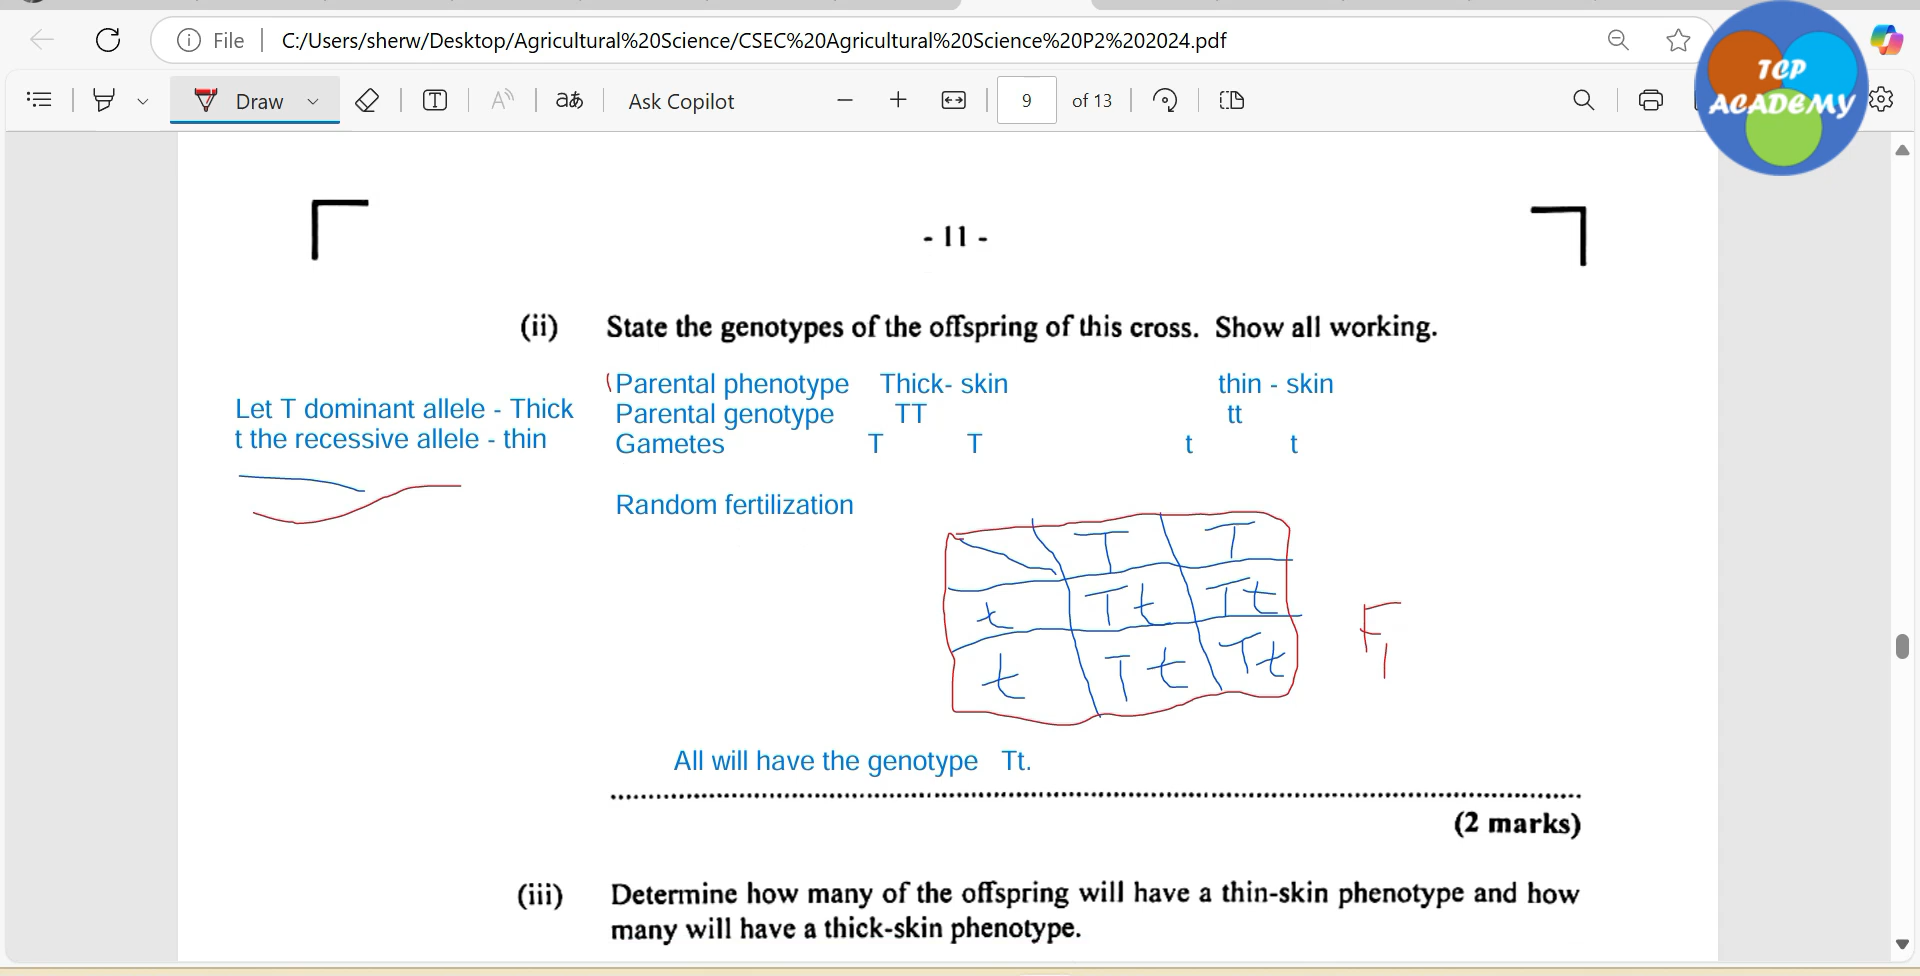 File
C:/Users/sherw/Desktop/Agricultural%20Science/CSEC%20Agricultural%20Science%20P2%202024.pdf
Draw
T
A
aあ
Ask Copilot
9 of 13
TCP
ACADEMY
- 11 -
(ii) State the genotypes of the offspring of this cross. Show all working.
Parental phenotype Thick- skin thin - skin
Let T dominant allele - Thick
Parental genotype TT tt
t the recessive allele - thin
Gametes T T t t
Random fertilization
T T
t Tt Tt
t Tt Tt
F1
All will have the genotype Tt.
(2 marks)
(iii) Determine how many of the offspring will have a thin-skin phenotype and how
many will have a thick-skin phenotype.